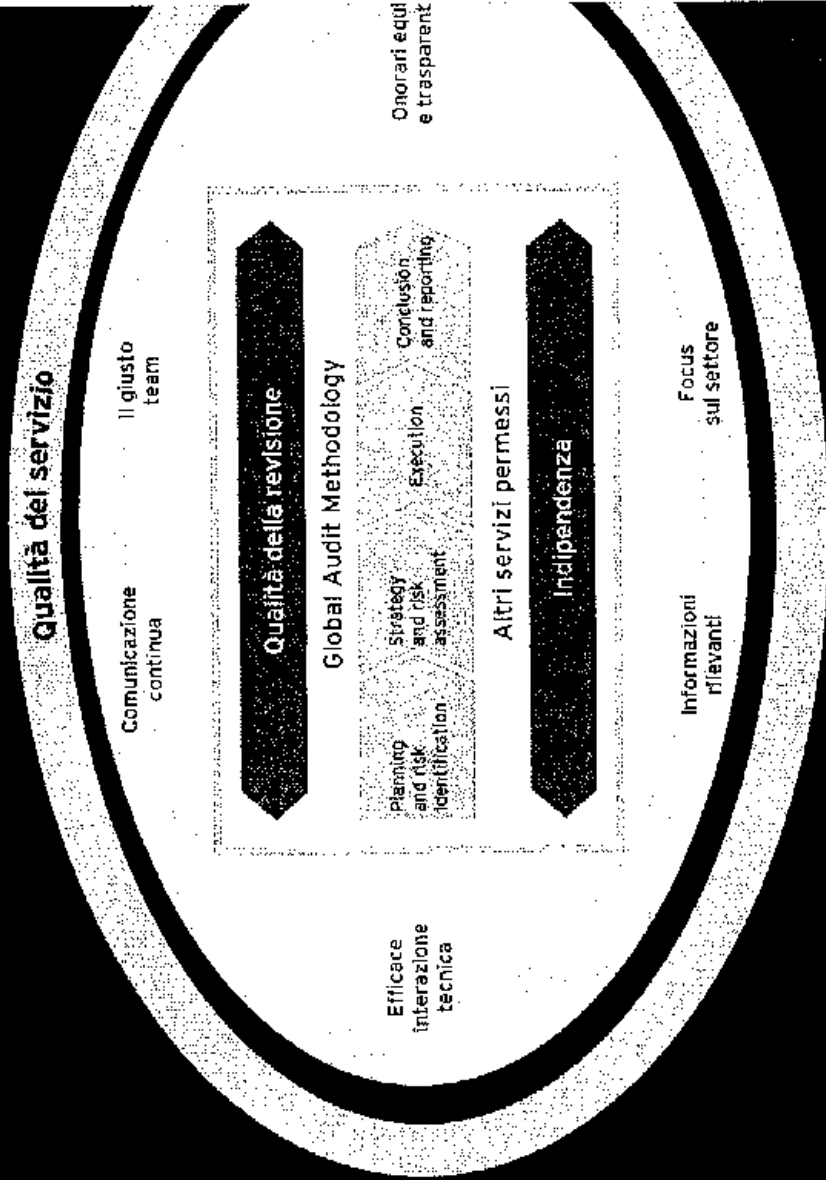 Qualità del servizio
Comunicazione
continua
Il giusto
team
Efficace
interazione
tecnica
Qualità della revisione
Global Audit Methodology
Planning
and risk
identification
Strategy
and risk
assessment
Execution
Conclusion
and reporting
Altri servizi permessi
Indipendenza
Onorari equi
e trasparent
Informazioni
rilevanti
Focus
sul settore